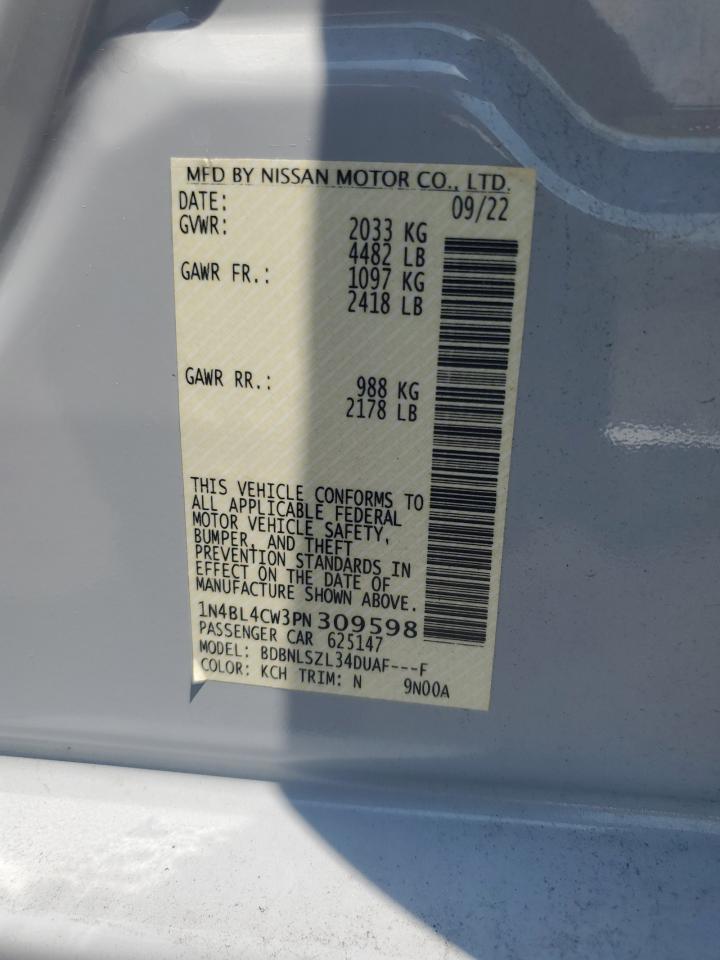 MFD BY NISSAN MOTOR CO., LTD.
DATE: 09/22
GVWR: 2033 KG
4482 LB
GAWR FR.: 1097 KG
2418 LB
GAWR RR.: 988 KG
2178 LB
THIS VEHICLE CONFORMS TO
ALL APPLICABLE FEDERAL
MOTOR VEHICLE SAFETY,
BUMPER, AND THEFT
PREVENTION STANDARDS IN
EFFECT ON THE DATE OF
MANUFACTURE SHOWN ABOVE.
1N4BL4CW3PN309598
PASSENGER CAR 625147
MODEL: BDBNLSZL34DUAF---F
COLOR: KCH TRIM: N 9N00A